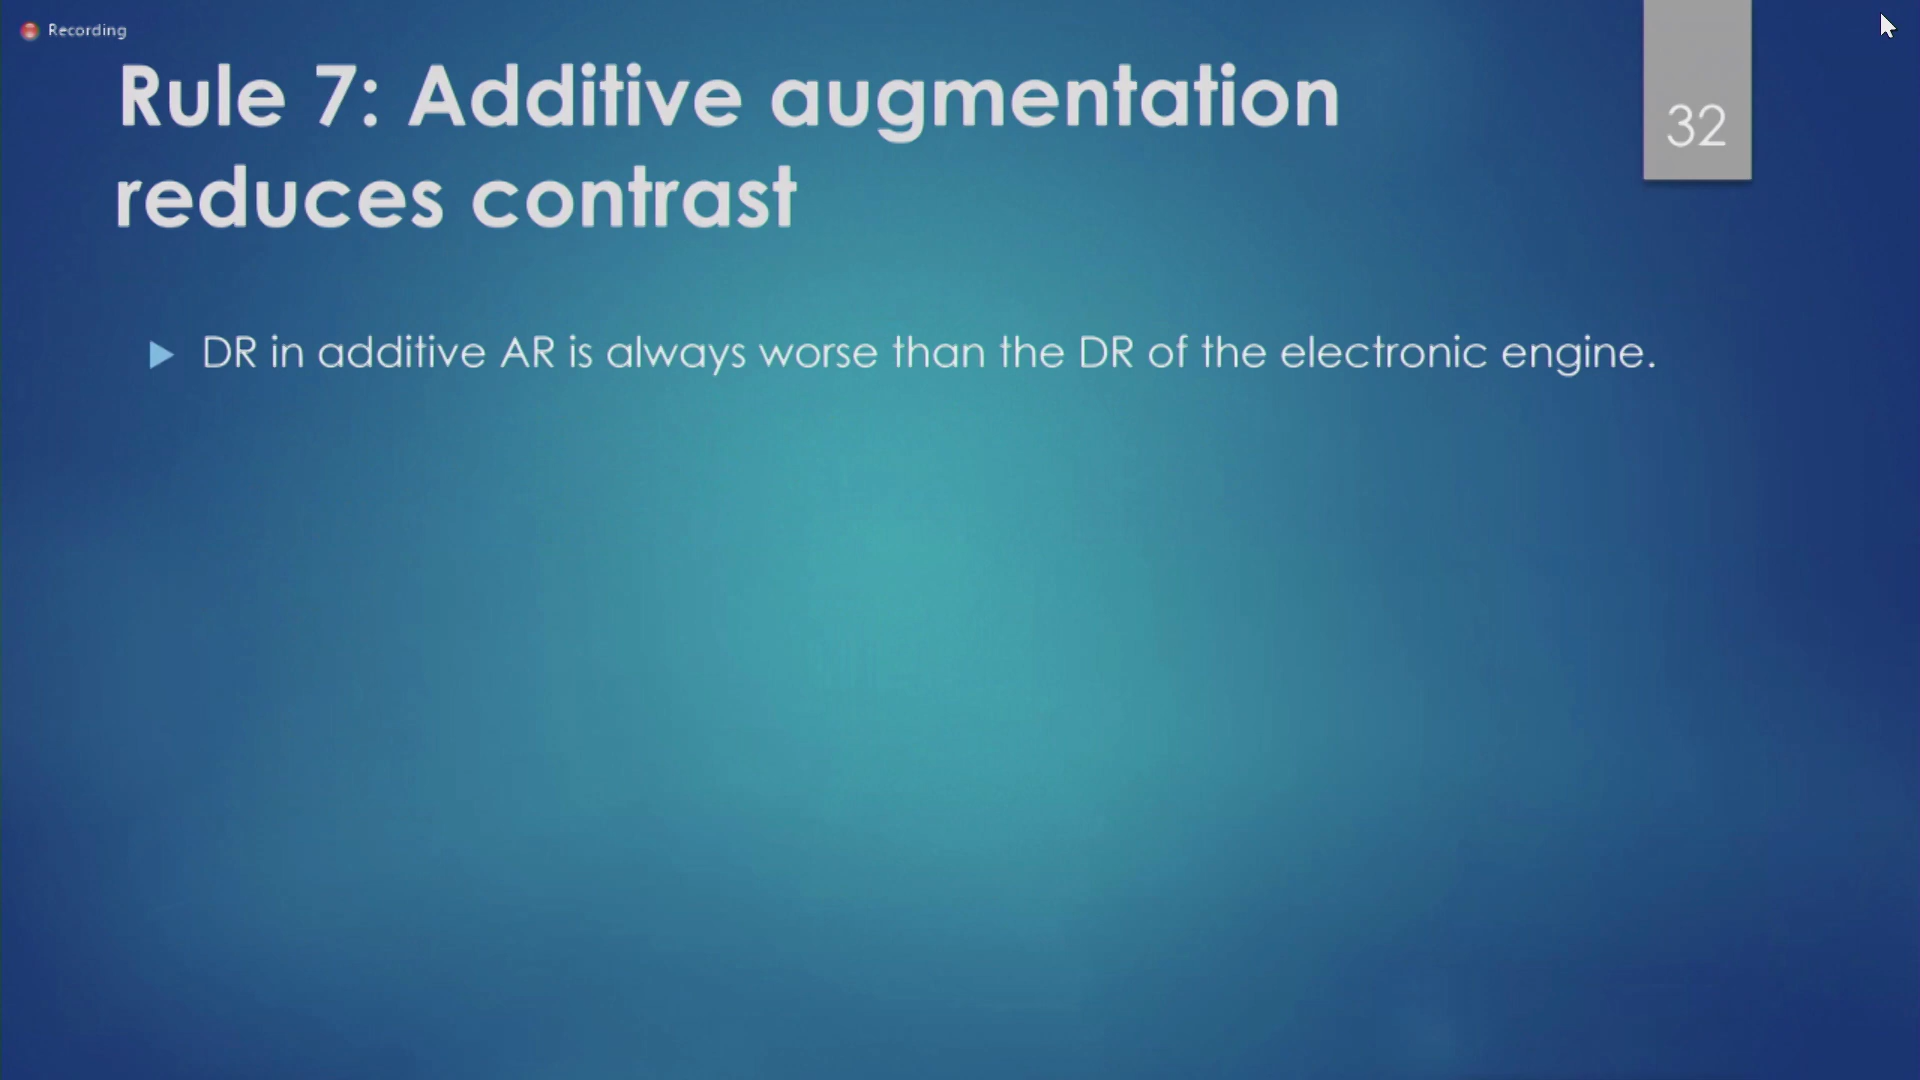 Recording
Rule 7: Additive augmentation
reduces contrast
32
DR in additive AR is always worse than the DR of the electronic engine.